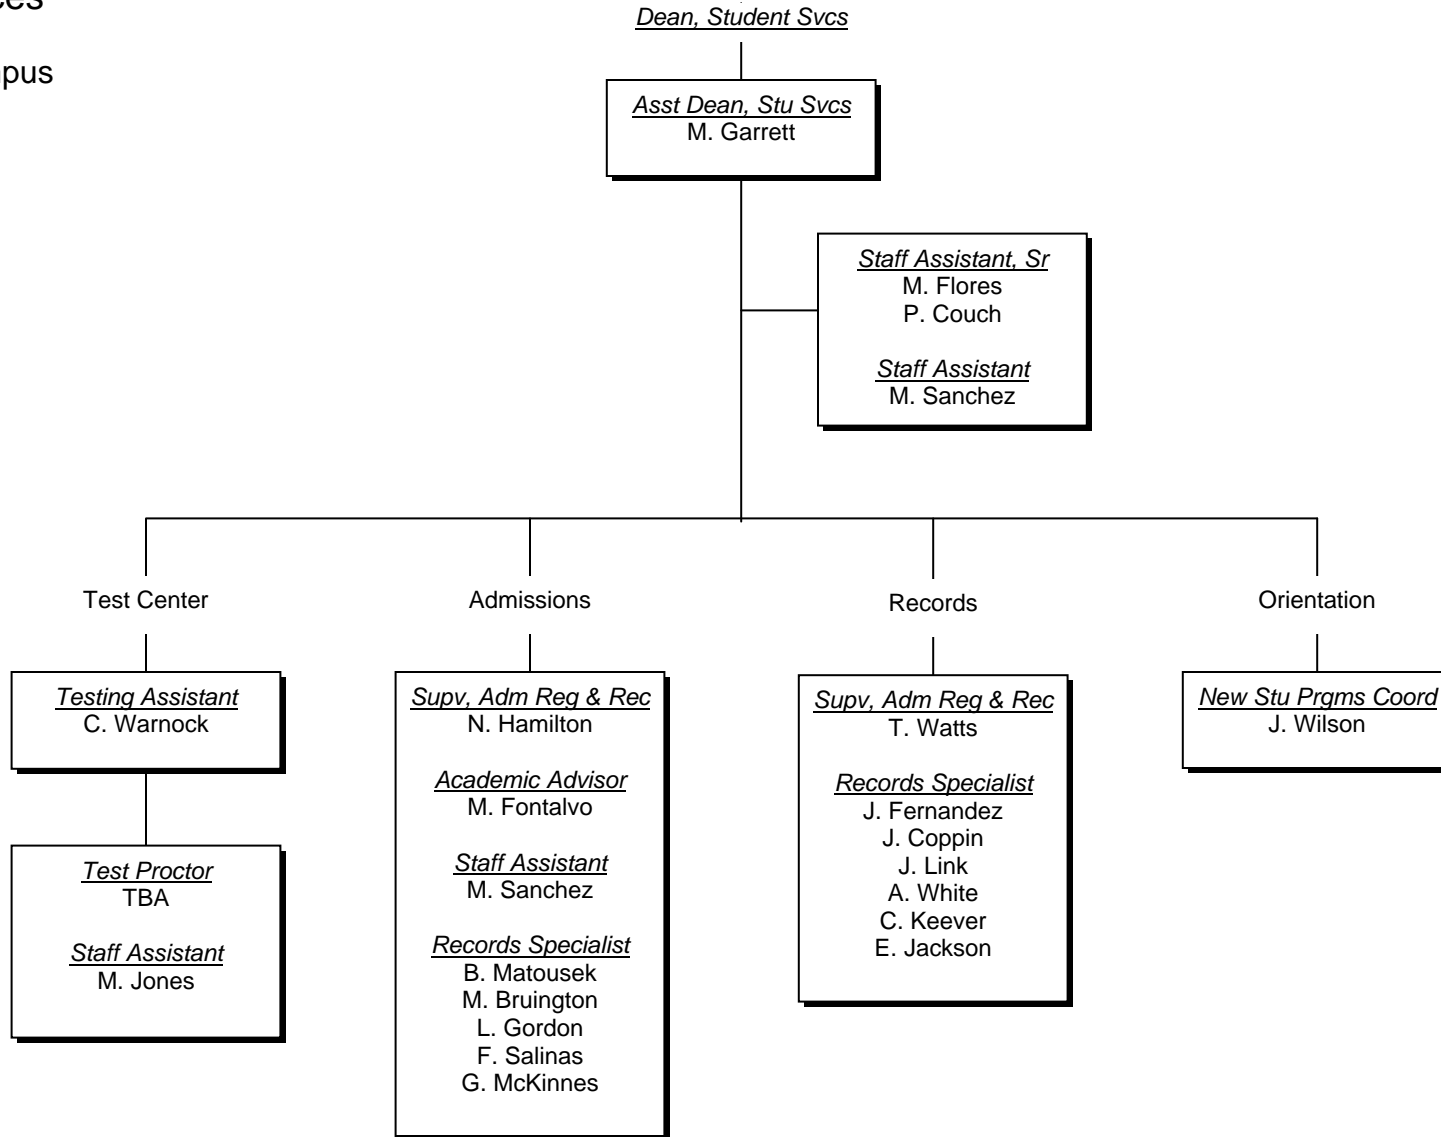 Dean, Student Svcs
pus
Asst Dean, Stu Svcs
M. Garrett
Staff Assistant, Sr
M. Flores
P. Couch
Staff Assistant
M. Sanchez
Test Center
Testing Assistant
C. Warnock
Test Proctor
TBA
Staff Assistant
M. Jones
Admissions
Supv, Adm Reg & Rec
N. Hamilton
Academic Advisor
M. Fontalvo
Staff Assistant
M. Sanchez
Records Specialist
B. Matousek
M. Bruington
L. Gordon
F. Salinas
G. McKinnes
Records
Supv, Adm Reg & Rec
T. Watts
Records Specialist
J. Fernandez
J. Coppin
J. Link
A. White
C. Keever
E. Jackson
Orientation
New Stu Prgms Coord
J. Wilson